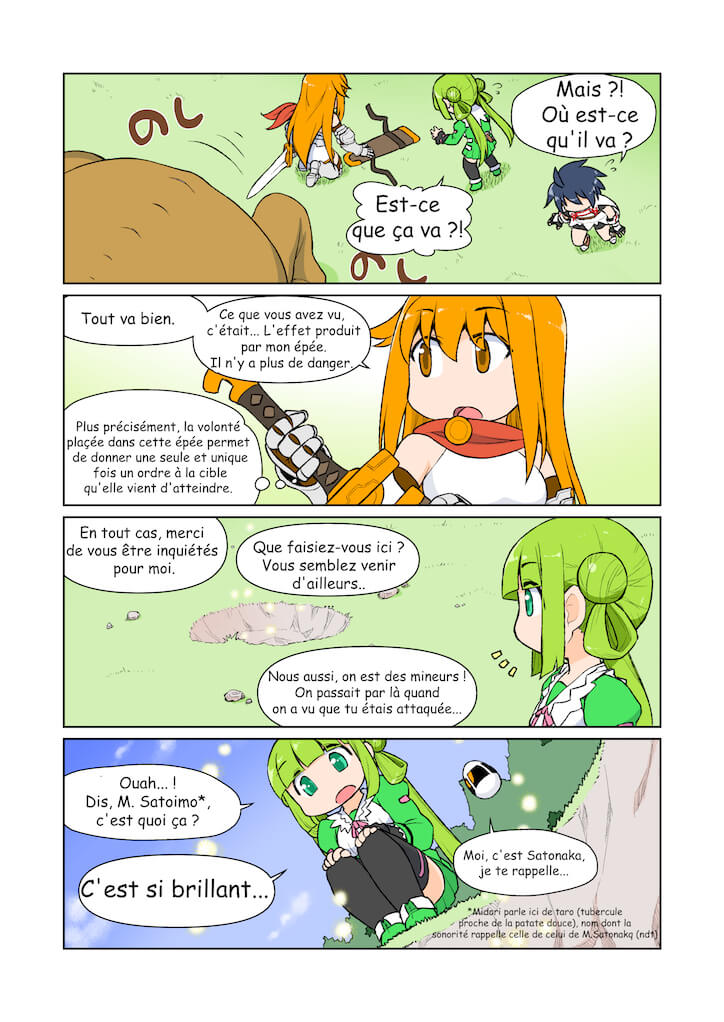 のし
Mais ?!
Où est-ce
qu'il va ?
Est-ce
que ça va ?!
のし
Tout va bien.
Ce que vous avez vu,
c'était... L'effet produit
par mon épée.
Il n'y a plus de danger.
Plus précisément, la volonté
plaçée dans cette épée permet
de donner une seule et unique
fois un ordre à la cible
qu'elle vient d'atteindre.
En tout cas, merci
de vous être inquiétés
pour moi.
Que faisiez-vous ici ?
Vous semblez venir
d'ailleurs..
Nous aussi, on est des mineurs !
On passait par là quand
on a vu que tu étais attaquée...
Ouah... !
Dis, M. Satoimo*,
c'est quoi ça ?
C'est si brillant...
Moi, c'est Satonaka,
je te rappelle...
*Midori parle ici de taro (tubercule
proche de la patate douce), nom dont la
sonorité rappelle celle de celui de M.Satonakq (ndt)